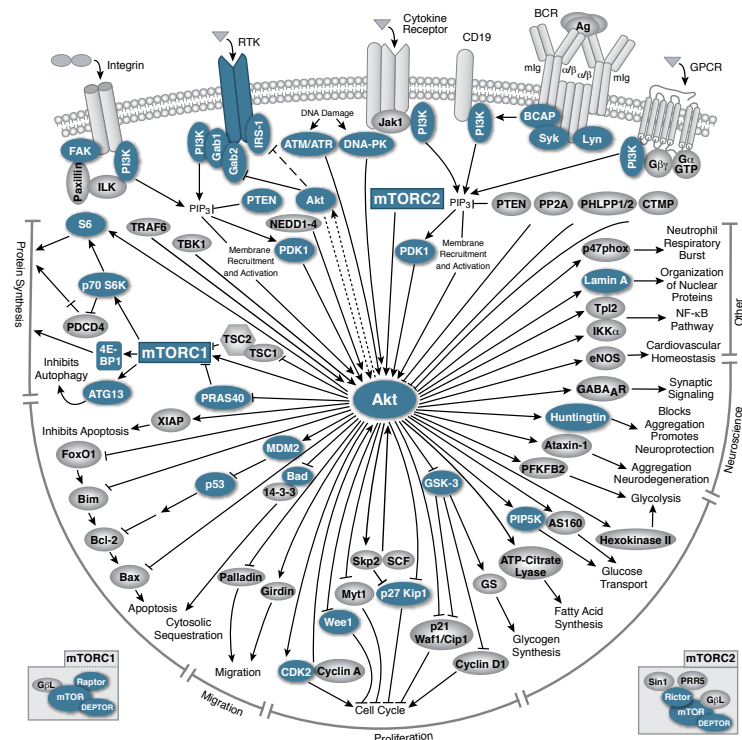 Cytokine
Receptor
CD19
BCR
Ag
RTK
mIg
α/β
α/β
mIg
GPCR
Integrin
DNA Damage
Jak1
PI3K
PI3K
BCAP
Syk
Lyn
FAK
Paxillin
ILK
PI3K
PI3K
Gab1
Gab2
IRS-1
ATM/ATR
DNA-PK
PI3K
Gβγ
Gα
GTP
PIP3
PTEN
Akt
NEDD1-4
mTORC2
PIP3
PTEN
PP2A
PHLPP1/2
CTMP
S6
TRAF6
TBK1
Membrane
Recruitment
and Activation
PDK1
PDK1
Membrane
Recruitment
and Activation
p47phox
Neutrophil
Respiratory
Burst
Protein Synthesis
p70 S6K
Lamin A
Organization
of Nuclear
Proteins
Other
PDCD4
Tpl2
IKKα
NF-κB
Pathway
4E-
BP1
mTORC1
TSC2
TSC1
eNOS
Cardiovascular
Homeostasis
Inhibits
Autophagy
ATG13
PRAS40
Akt
GABAAR
Synaptic
Signaling
Inhibits Apoptosis
XIAP
Huntingtin
Blocks
Aggregation
Promotes
Neuroprotection
Neuroscience
FoxO1
MDM2
Ataxin-1
Aggregation
Neurodegeneration
Bim
p53
Bad
14-3-3
GSK-3
PFKFB2
Glycolysis
Bcl-2
PIP5K
AS160
Hexokinase II
Bax
Palladin
Girdin
Skp2
SCF
ATP-Citrate
Lyase
Glucose
Transport
Apoptosis
Myt1
p27 Kip1
GS
Cytosolic
Sequestration
Wee1
p21
Waf1/Cip1
Fatty Acid
Synthesis
Glycogen
Synthesis
Migration
CDK2
Cyclin A
Cyclin D1
Cell Cycle
Migration
Proliferation
mTORC1
GβL
Raptor
mTOR
DEPTOR
mTORC2
Sin1
PRR5
Rictor
GβL
mTOR
DEPTOR